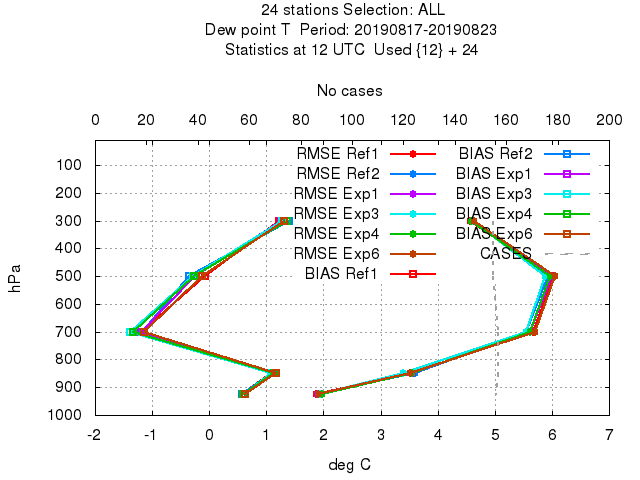 24 stations Selection: ALL
Dew point T  Period: 20190817-20190823
Statistics at 12 UTC  Used {12} + 24
No cases
0 20 40 60 80 100 120 140 160 180 200
100
200
300
400
500
600
700
800
900
1000
hPa
RMSE Ref1
RMSE Ref2
RMSE Exp1
RMSE Exp3
RMSE Exp4
RMSE Exp6
BIAS Ref1
BIAS Ref2
BIAS Exp1
BIAS Exp3
BIAS Exp4
BIAS Exp6
CASES
-2 -1 0 1 2 3 4 5 6 7
deg C